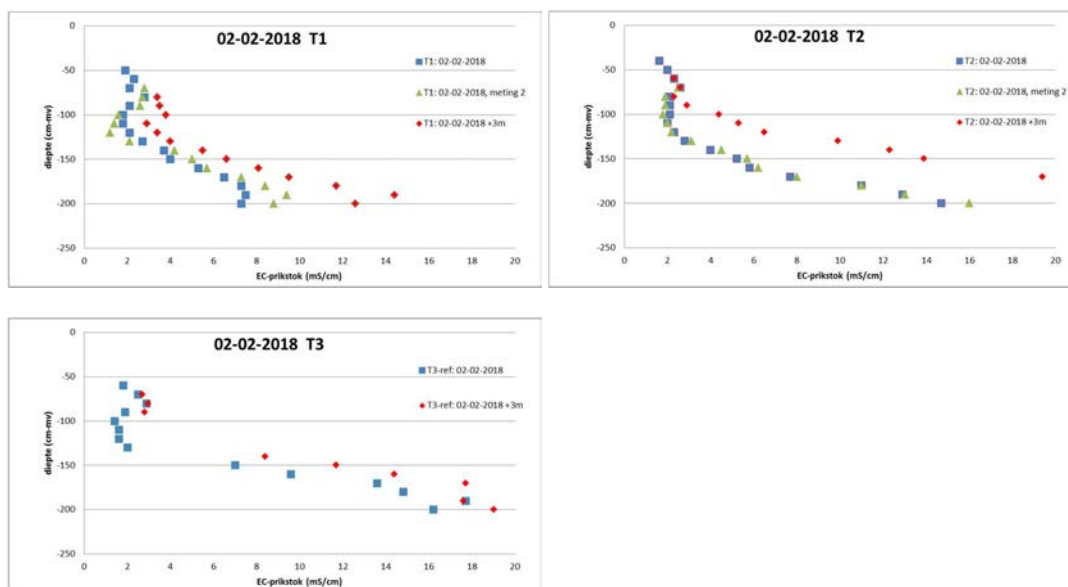 02-02-2018 T1
T1: 02-02-2018
T1: 02-02-2018, meting 2
T1: 02-02-2018 +3m
diepte (cm-mv)
0
-50
-100
-150
-200
-250
0 2 4 6 8 10 12 14 16 18 20
EC-prikstok (mS/cm)
02-02-2018 T2
T2: 02-02-2018
T2: 02-02-2018, meting 2
T2: 02-02-2018 +3m
diepte (cm-mv)
0
-50
-100
-150
-200
-250
0 2 4 6 8 10 12 14 16 18 20
EC-prikstok (mS/cm)
02-02-2018 T3
T3-ref: 02-02-2018
T3-ref: 02-02-2018 +3m
diepte (cm-mv)
0
-50
-100
-150
-200
-250
0 2 4 6 8 10 12 14 16 18 20
EC-prikstok (mS/cm)